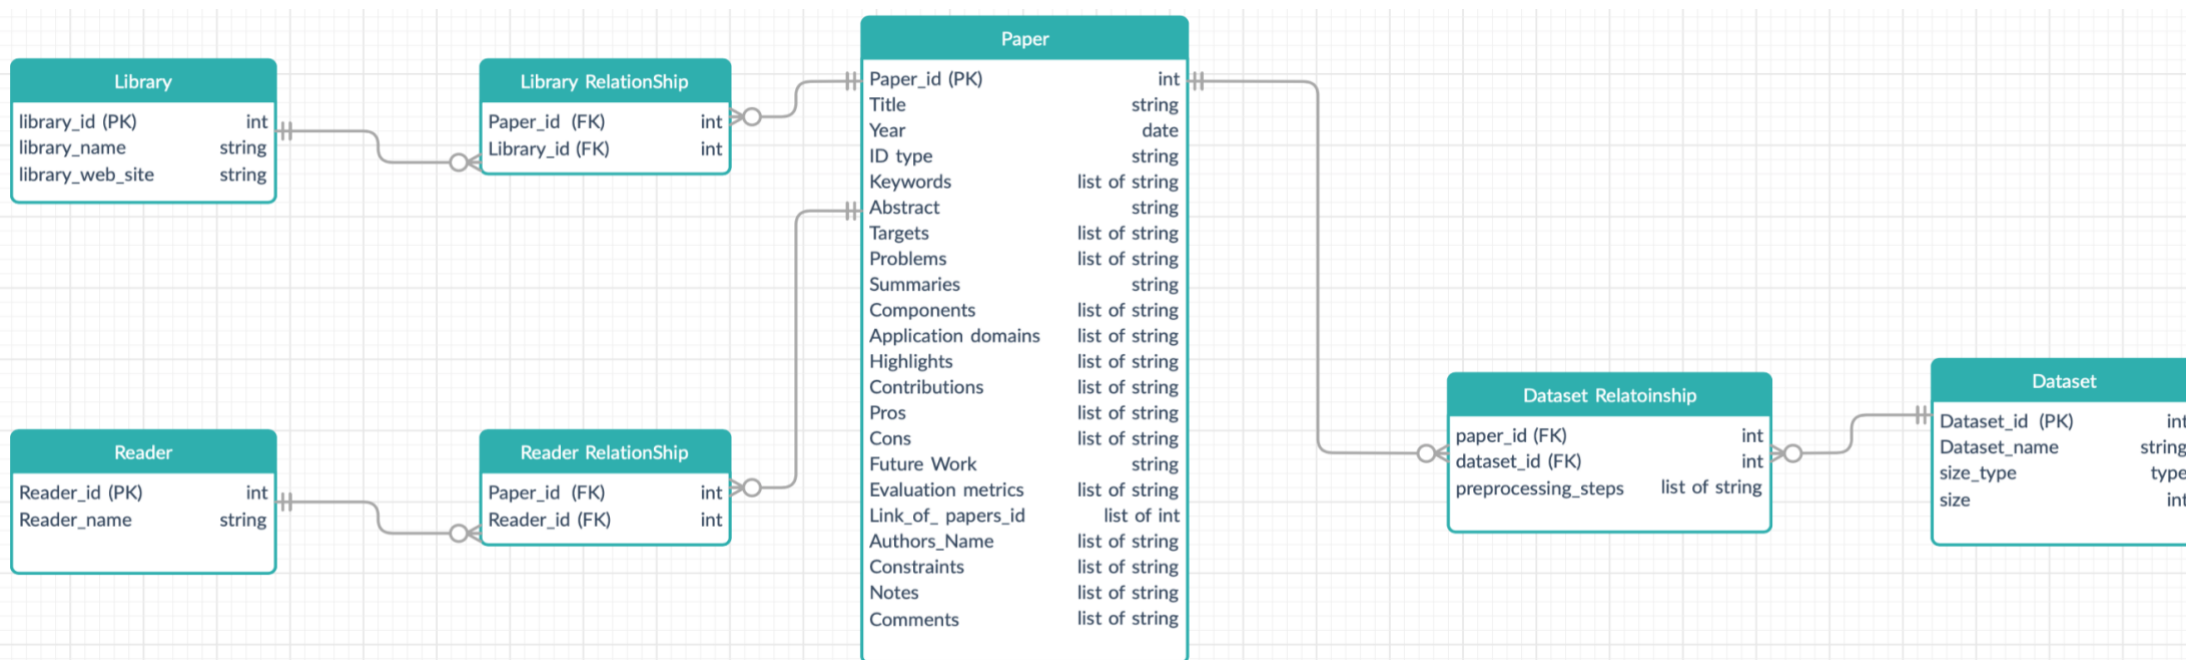 Library
library_id (PK) int
library_name string
library_web_site string
Library RelationShip
Paper_id (FK) int
Library_id (FK) int
Reader
Reader_id (PK) int
Reader_name string
Reader RelationShip
Paper_id (FK) int
Reader_id (FK) int
Paper
Paper_id (PK) int
Title string
Year date
ID type string
Keywords list of string
Abstract string
Targets list of string
Problems list of string
Summaries string
Components list of string
Application domains list of string
Highlights list of string
Contributions list of string
Pros list of string
Cons list of string
Future Work string
Evaluation metrics list of string
Link_of_ papers_id list of int
Authors_Name list of string
Constraints list of string
Notes list of string
Comments list of string
Dataset Relatoinship
paper_id (FK) int
dataset_id (FK) int
preprocessing_steps list of string
Dataset
Dataset_id (PK) int
Dataset_name string
size_type type
size int